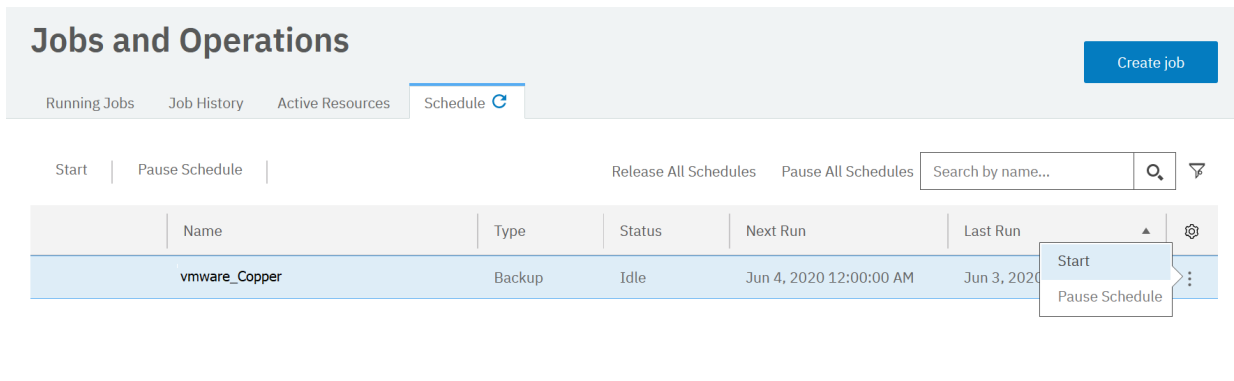 Jobs and Operations
Create job
Running Jobs Job History Active Resources Schedule
Start Pause Schedule Release All Schedules Pause All Schedules Search by name...
Name Type Status Next Run Last Run
vmware_Copper Backup Idle Jun 4, 2020 12:00:00 AM Jun 3, 2020
Start
Pause Schedule